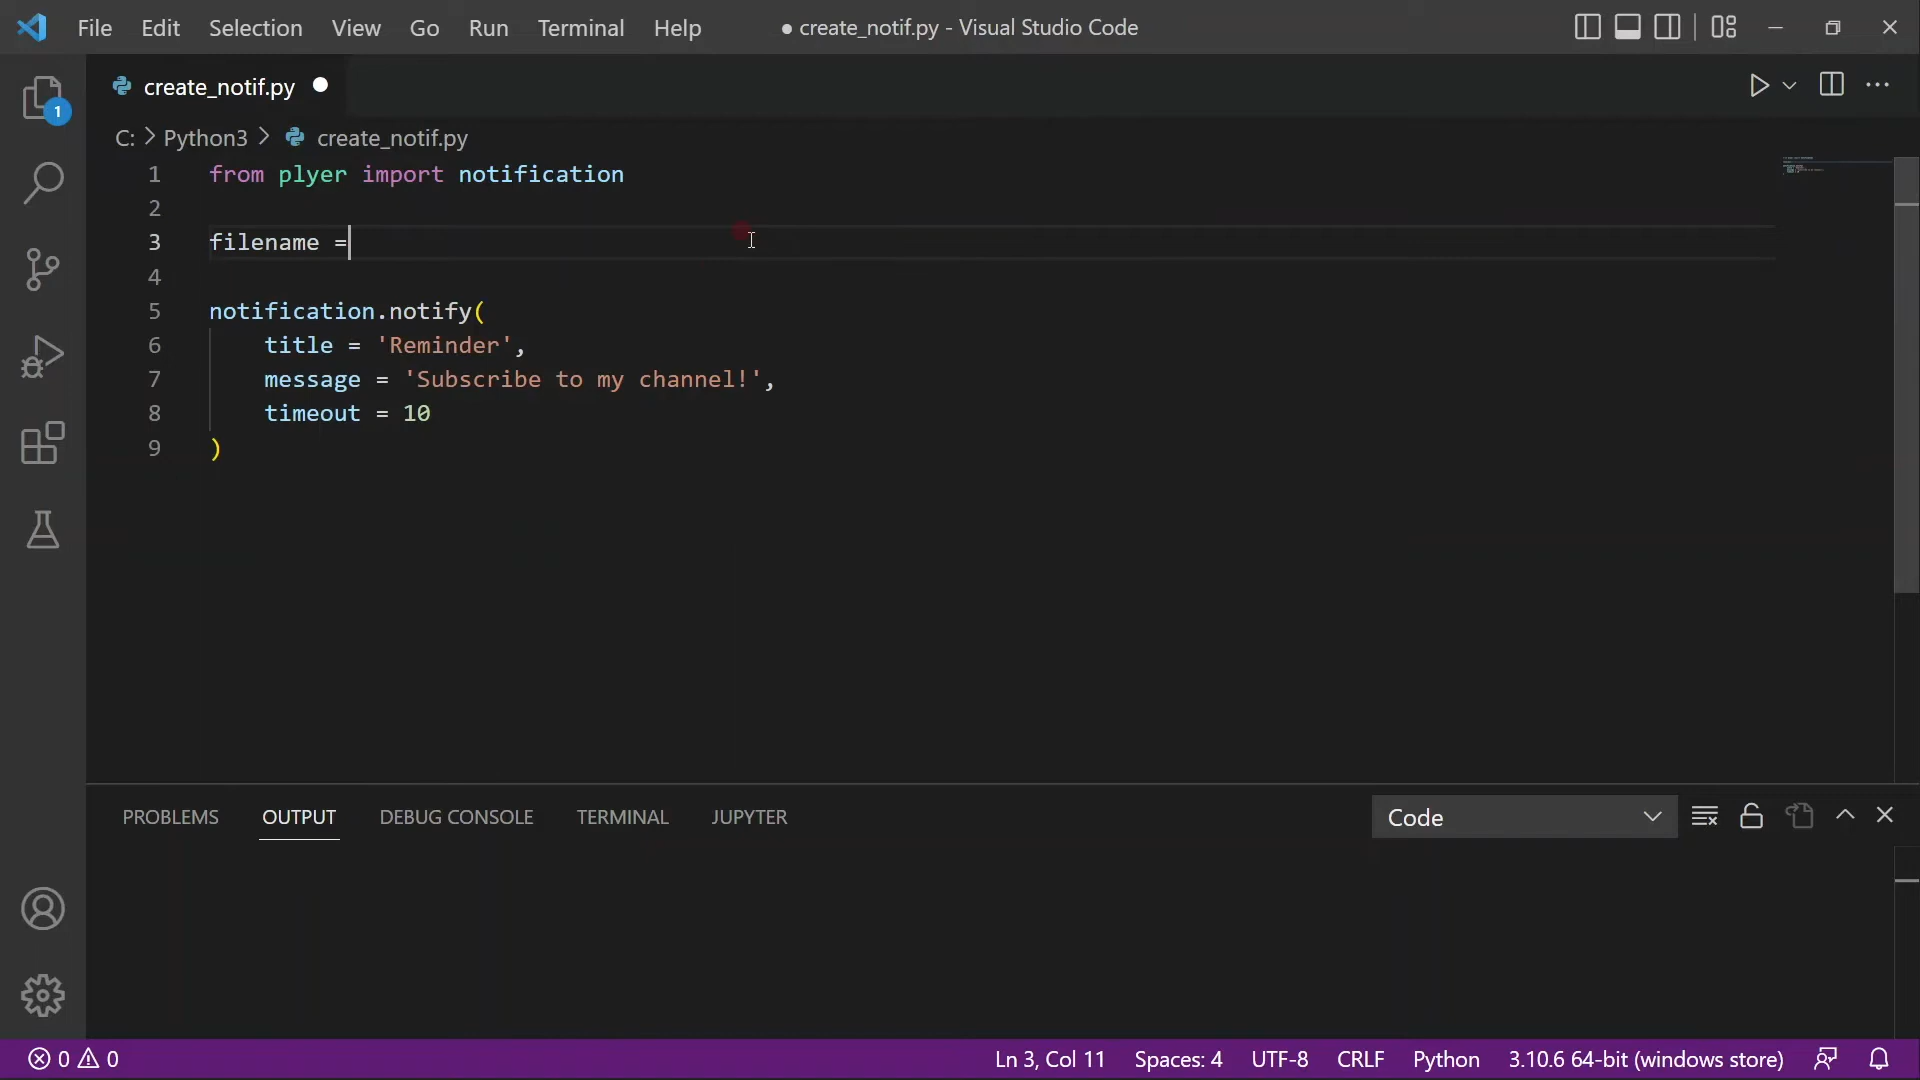 File Edit Selection View Go Run Terminal Help ● create_notif.py - Visual Studio Code
1
create_notif.py ●
C: > Python3 > create_notif.py
1 from plyer import notification
2
3 filename =
4
5 notification.notify(
6 title = 'Reminder',
7 message = 'Subscribe to my channel!',
8 timeout = 10
9 )
PROBLEMS OUTPUT DEBUG CONSOLE TERMINAL JUPYTER Code
0 0 Ln 3, Col 11 Spaces: 4 UTF-8 CRLF Python 3.10.6 64-bit (windows store)